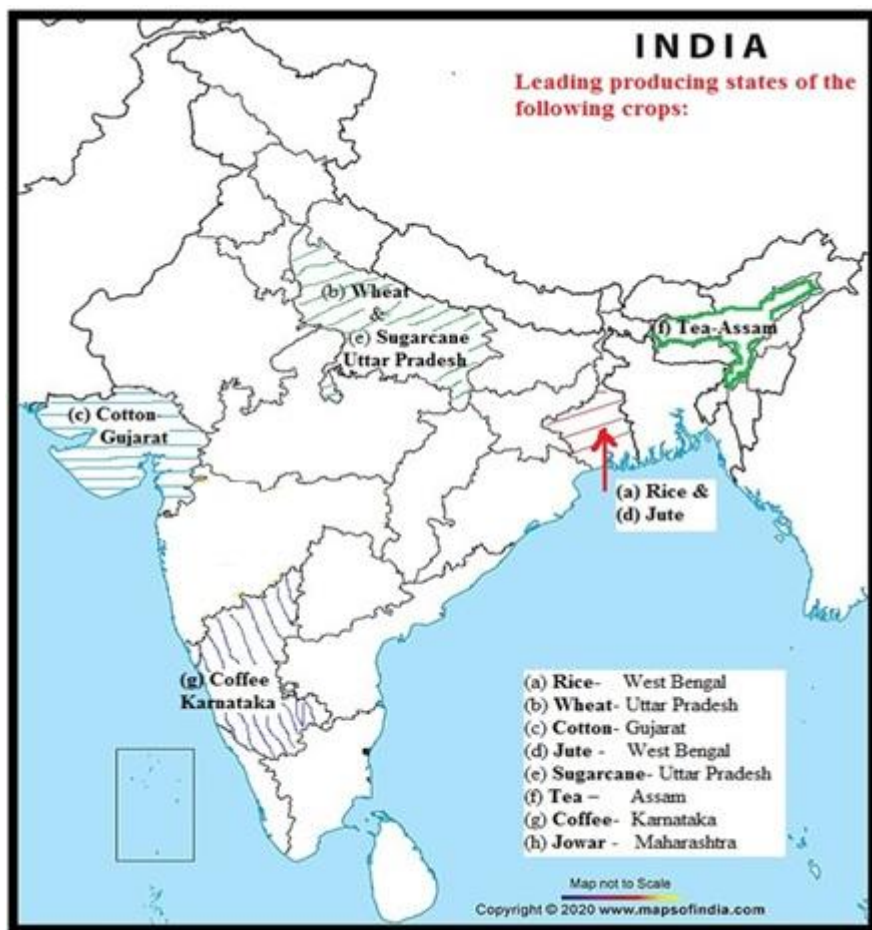 INDIA
Leading producing states of the
following crops:
(b) Wheat
&
(e) Sugarcane
Uttar Pradesh
(f) Tea-Assam
(c) Cotton-
Gujarat
(a) Rice &
(d) Jute
(g) Coffee
Karnataka
(a) Rice- West Bengal
(b) Wheat- Uttar Pradesh
(c) Cotton- Gujarat
(d) Jute - West Bengal
(e) Sugarcane- Uttar Pradesh
(f) Tea – Assam
(g) Coffee- Karnataka
(h) Jowar - Maharashtra
Map not to Scale
Copyright © 2020 www.mapsofindia.com